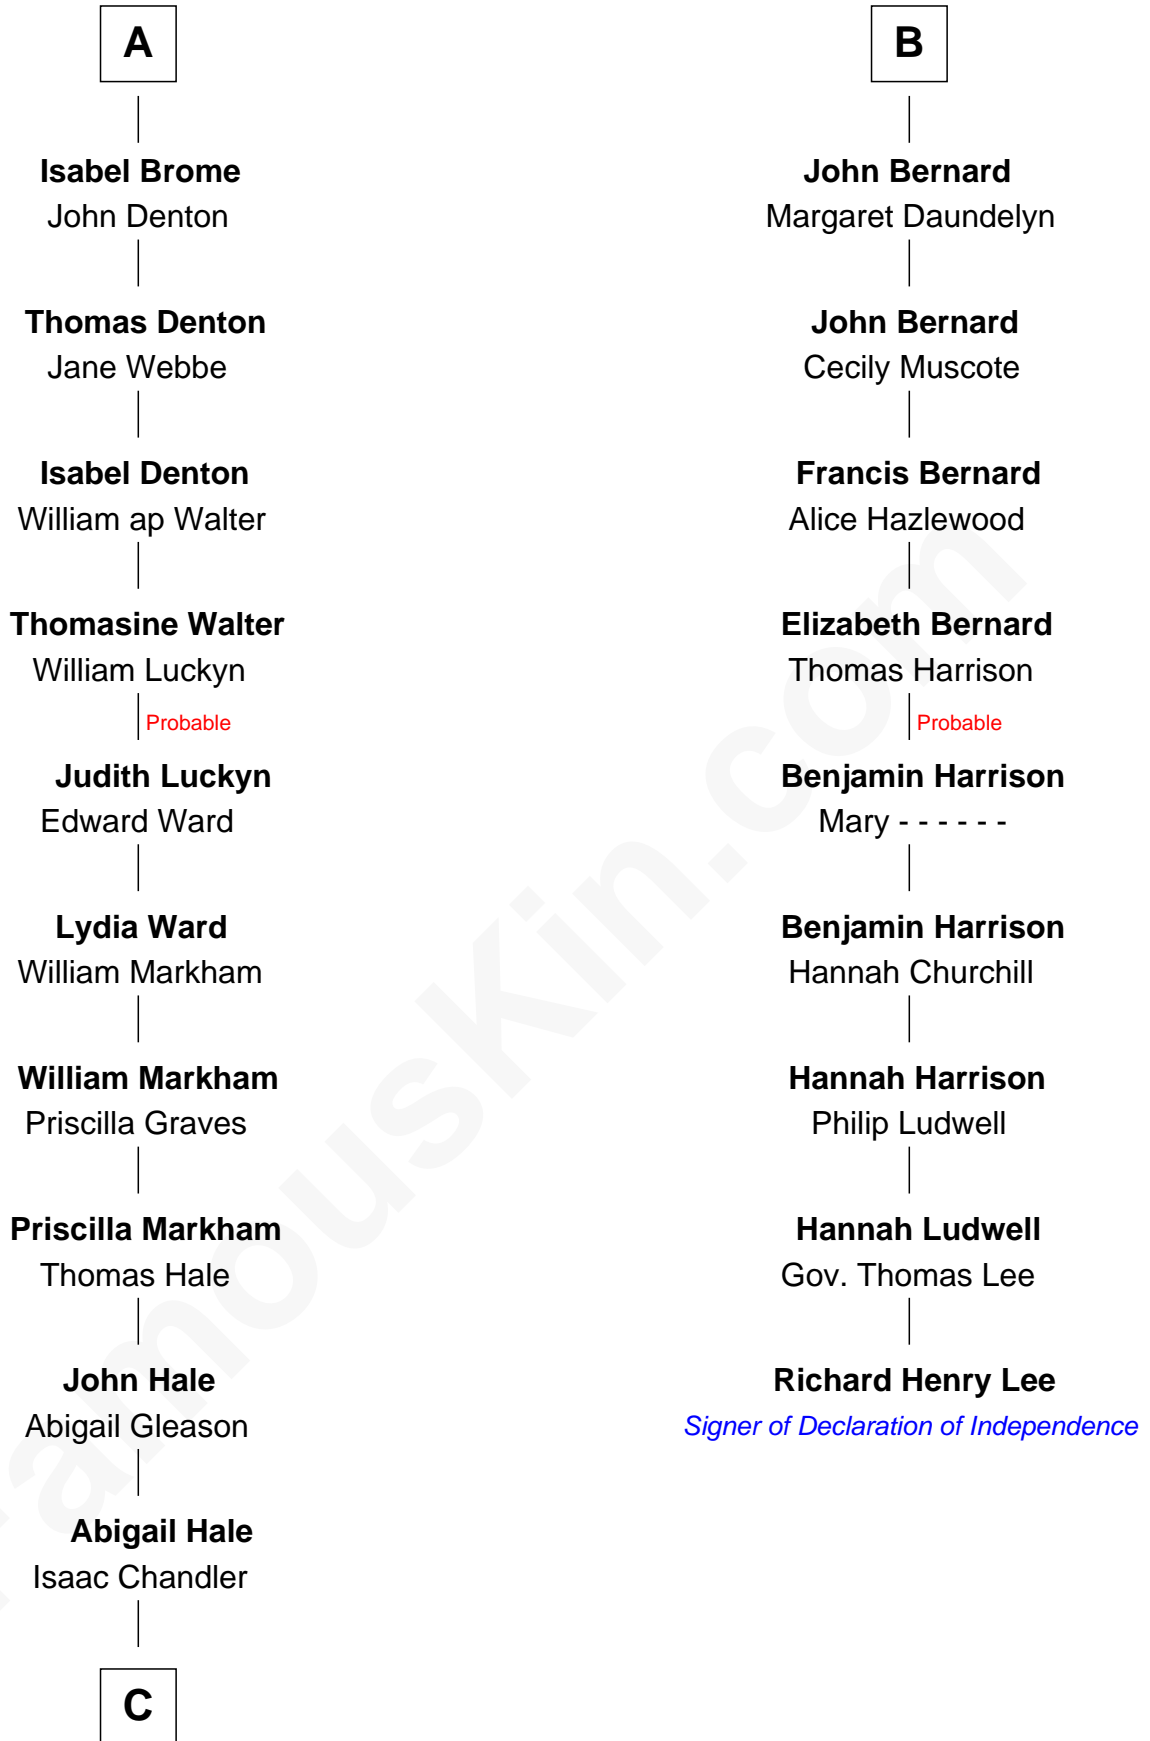 A
Isabel Brome
John Denton
Thomas Denton
Jane Webbe
Isabel Denton
William ap Walter
Thomasine Walter
William Luckyn
Probable
Judith Luckyn
Edward Ward
Lydia Ward
William Markham
William Markham
Priscilla Graves
Priscilla Markham
Thomas Hale
John Hale
Abigail Gleason
Abigail Hale
Isaac Chandler
C
B
John Bernard
Margaret Daundelyn
John Bernard
Cecily Muscote
Francis Bernard
Alice Hazlewood
Elizabeth Bernard
Thomas Harrison
Probable
Benjamin Harrison
Mary - - - - - -
Benjamin Harrison
Hannah Churchill
Hannah Harrison
Philip Ludwell
Hannah Ludwell
Gov. Thomas Lee
Richard Henry Lee
Signer of Declaration of Independence
FamousKin.com